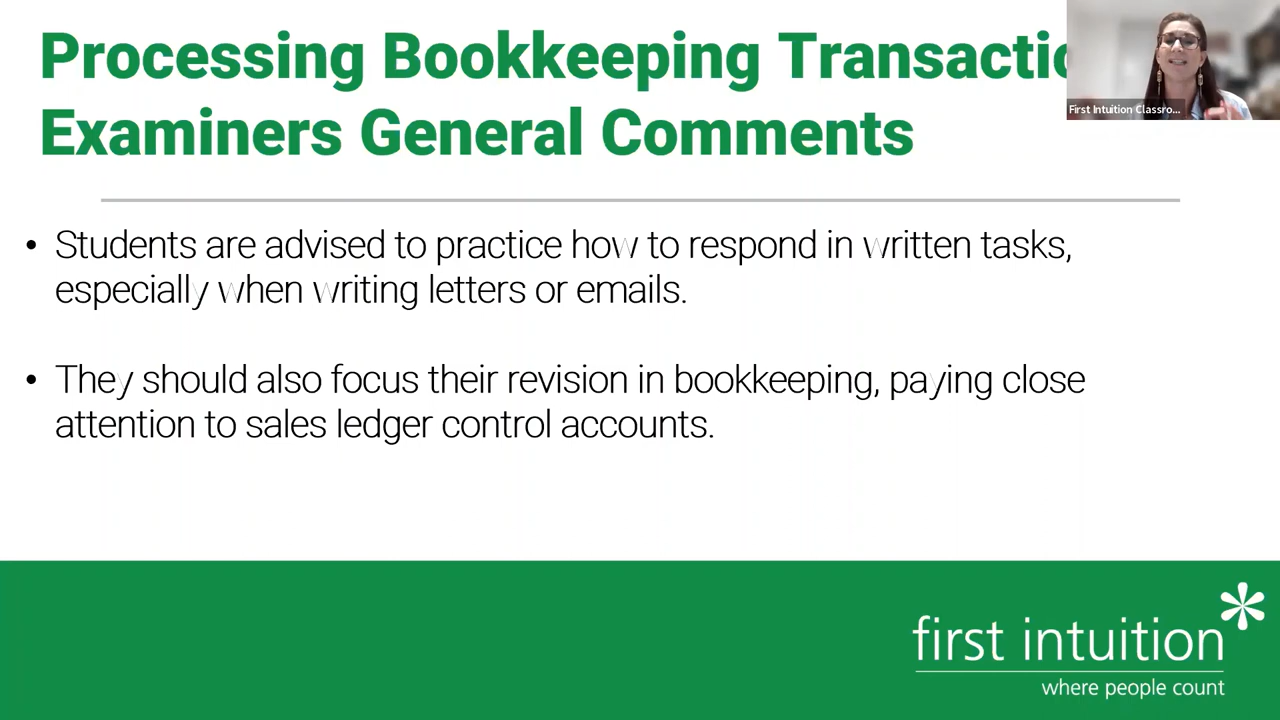 Processing Bookkeeping Transactio
Examiners General Comments
First Intuition Classro...
• Students are advised to practice how to respond in written tasks,
especially when writing letters or emails.
• They should also focus their revision in bookkeeping, paying close
attention to sales ledger control accounts.
first intuition
where people count